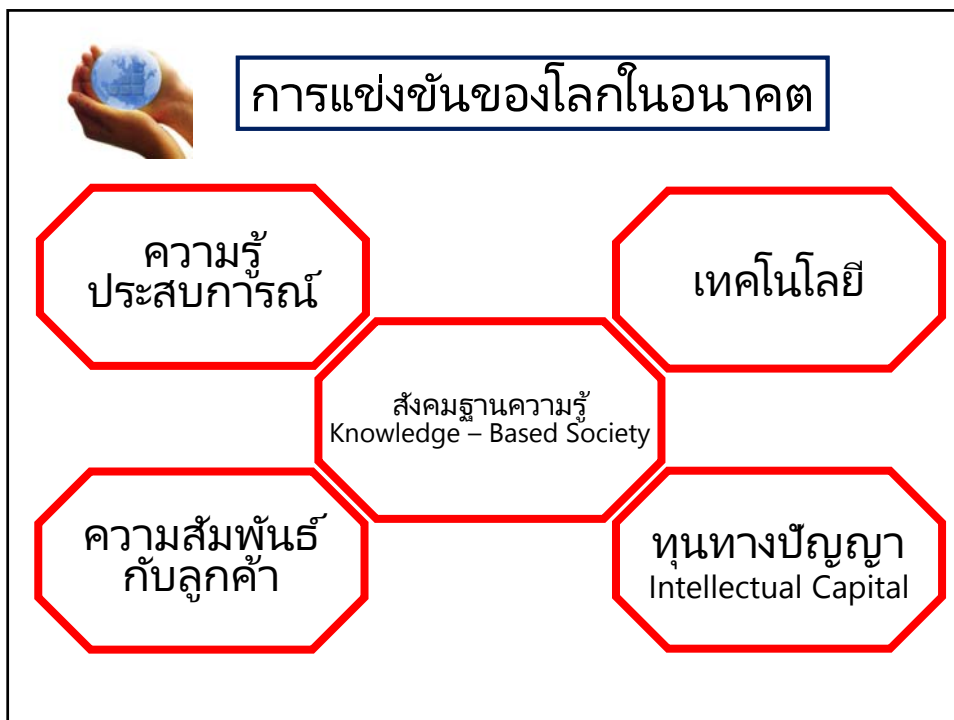 การแข่งขันของโลกในอนาคต
ความรู้
ประสบการณ์
เทคโนโลยี
สังคมฐานความรู้
Knowledge – Based Society
ความสัมพันธ์
กับลูกค้า
ทุนทางปัญญา
Intellectual Capital